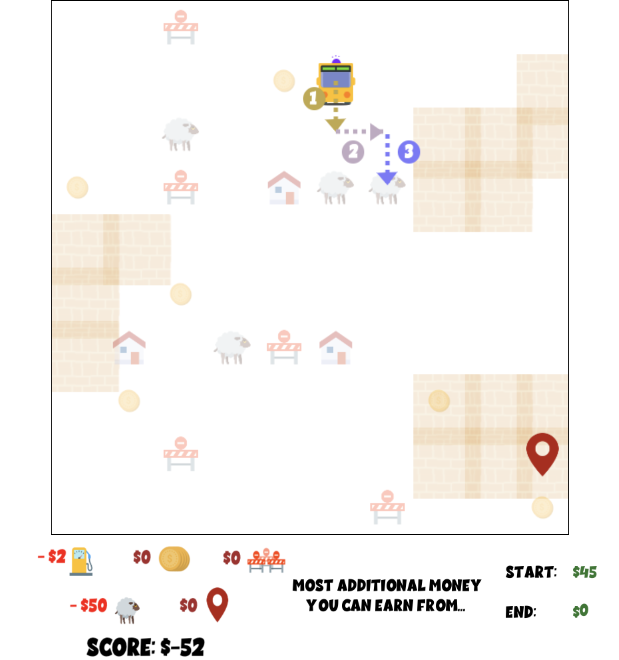 1
2
3
- $2
$0
$0
- $50
$0
MOST ADDITIONAL MONEY
YOU CAN EARN FROM...
START: $45
END: $0
SCORE: $-52